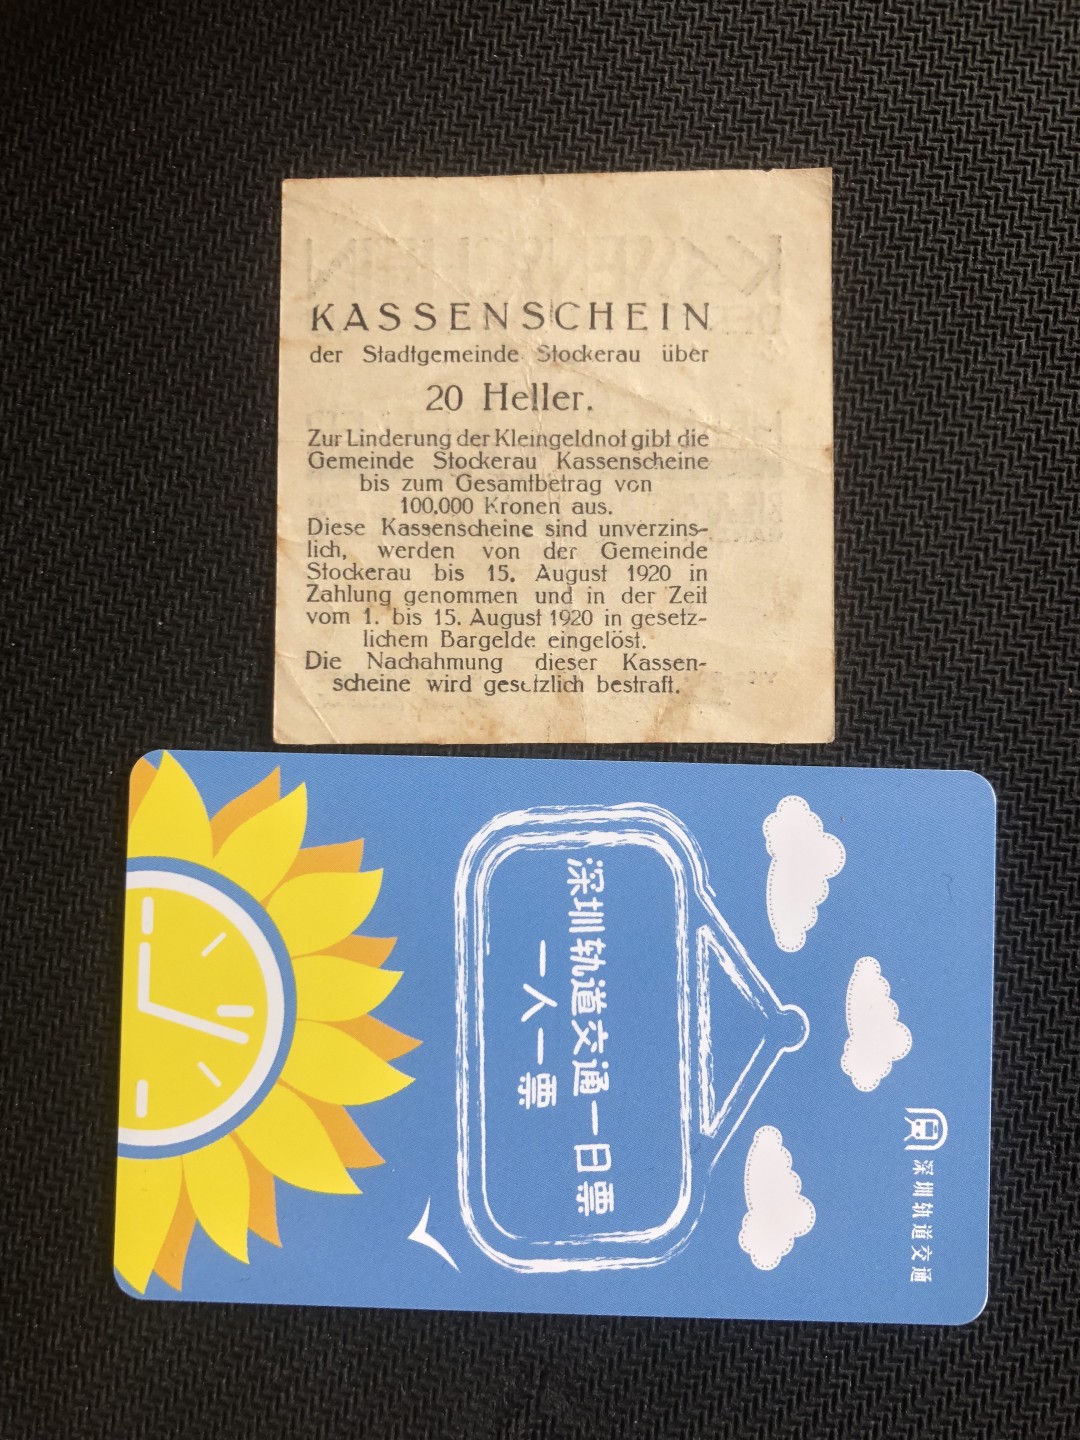 KASSENSCHEIN
der Stadtgemeinde Stockerau über
20 Heller.
Zur Linderung der Kleingeldnot gibt die
Gemeinde Stockerau Kassenscheine
bis zum Gesamtbetrag von
100,000 Kronen aus.
Diese Kassenscheine sind unverzins-
lich, werden von der Gemeinde
Stockerau bis 15. August 1920 in
Zahlung genommen und in der Zeit
vom 1. bis 15. August 1920 in gesetz-
lichem Bargelde eingelöst.
Die Nachahmung dieser Kassen-
scheine wird gesetzlich bestraft.
深圳轨道交通
深圳轨道交通一日票
一人一票